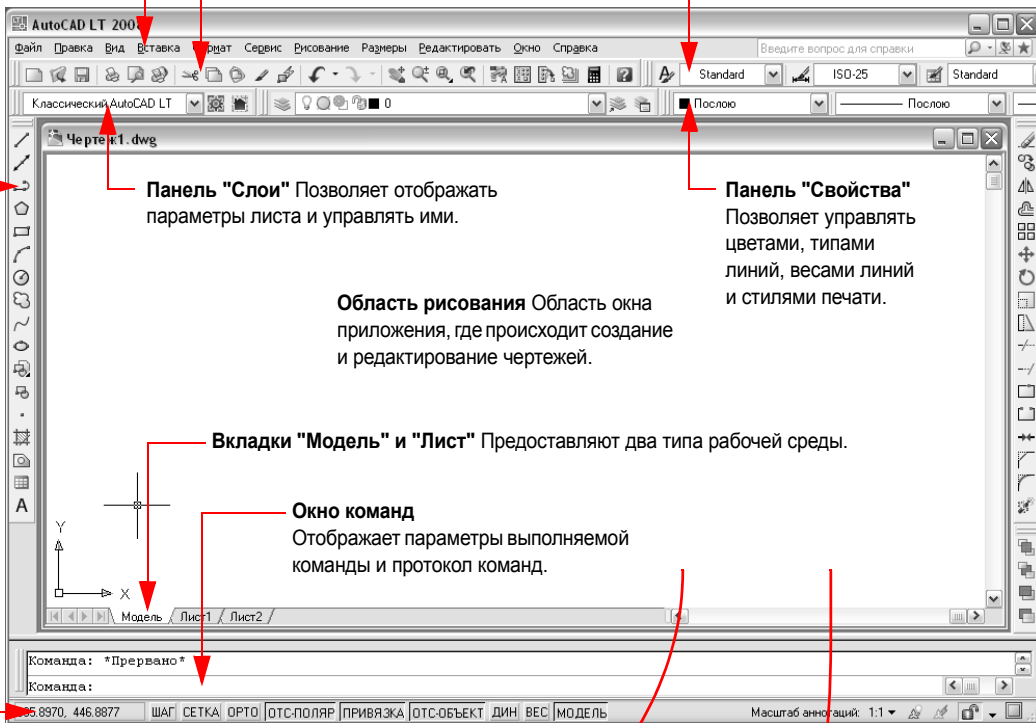 AutoCAD LT 200
Файл Правка Вид Вставка Формат Сервис Рисование Размеры Редактировать Окно Справка
Введите вопрос для справки
Standard ISO-25 Standard
Классический AutoCAD LT 0 Послою Послою
Чертеж1.dwg
Панель "Слои" Позволяет отображать
параметры листа и управлять ими.
Панель "Свойства"
Позволяет управлять
цветами, типами
линий, весами линий
и стилями печати.
Область рисования Область окна
приложения, где происходит создание
и редактирование чертежей.
Вкладки "Модель" и "Лист" Предоставляют два типа рабочей среды.
Окно команд
Отображает параметры выполняемой
команды и протокол команд.
A
Y
X
Модель Лист1 Лист2
Команда: *Прервано*
Команда:
5.8970, 446.8877 ШАГ СЕТКА ОРТО ОТС-ПОЛЯР ПРИВЯЗКА ОТС-ОБЪЕКТ ДИН ВЕС МОДЕЛЬ Масштаб аннотаций: 1:1